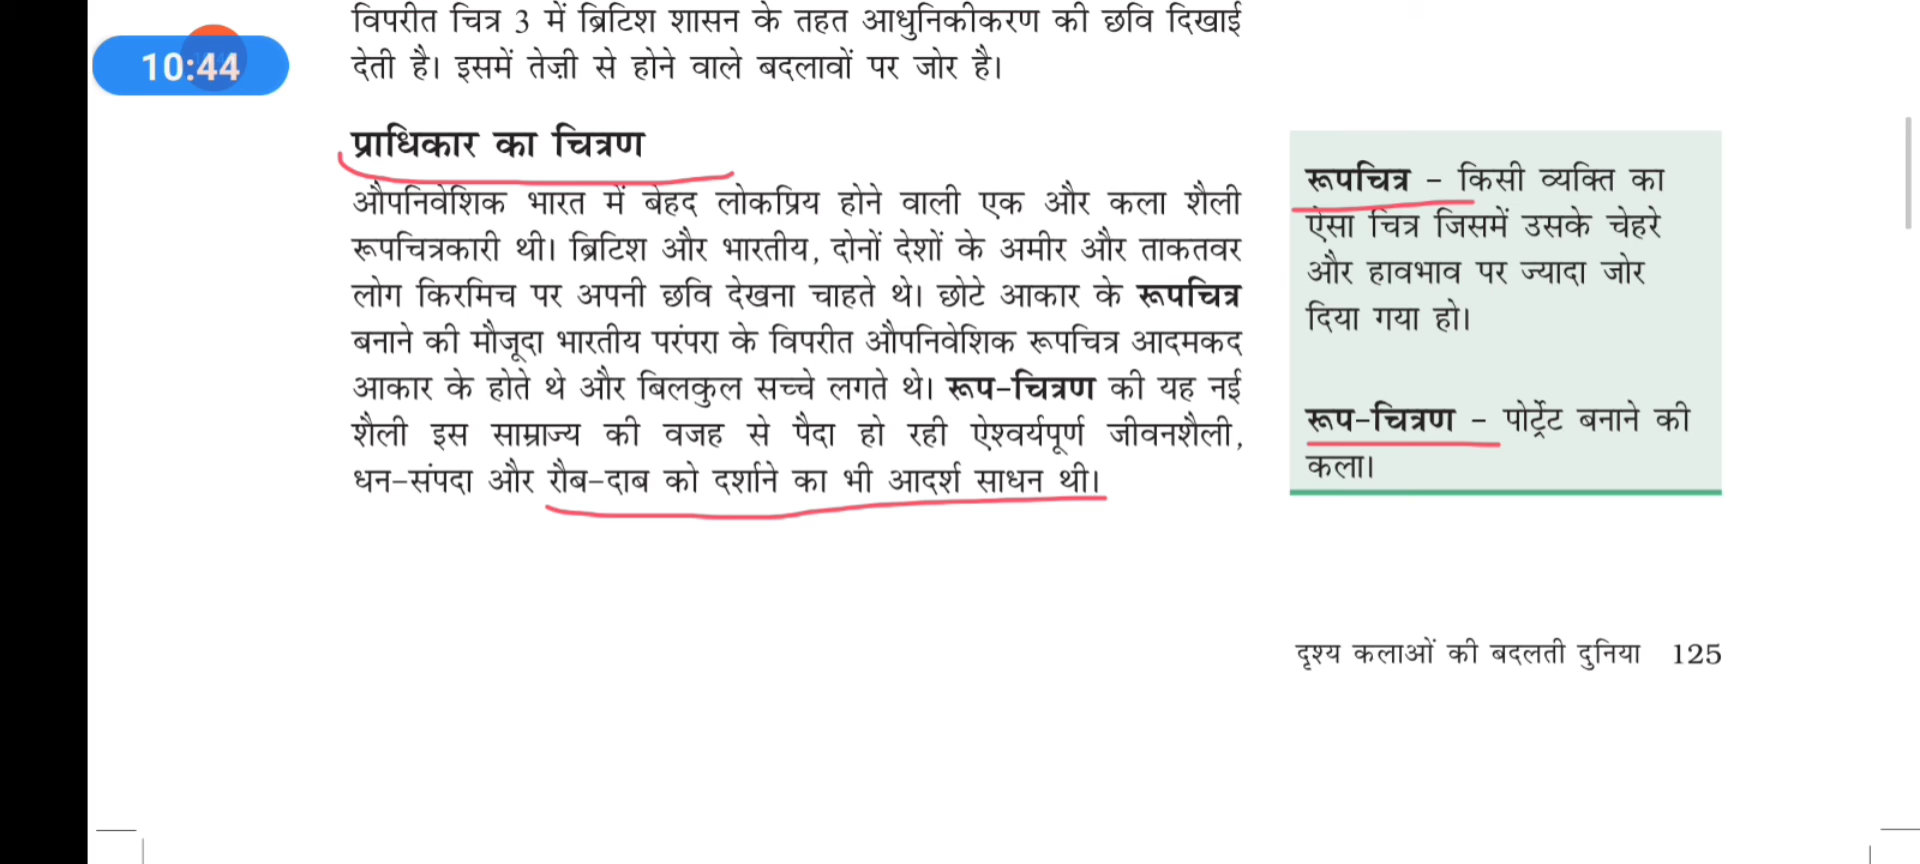 विपरीत चित्र 3 में ब्रिटिश शासन के तहत आधुनिकीकरण की छवि दिखाई
देती है। इसमें तेज़ी से होने वाले बदलावों पर जोर है।
10:44
प्राधिकार का चित्रण
औपनिवेशिक भारत में बेहद लोकप्रिय होने वाली एक और कला शैली
रूपचित्रकारी थी। ब्रिटिश और भारतीय, दोनों देशों के अमीर और ताकतवर
लोग किरमिच पर अपनी छवि देखना चाहते थे। छोटे आकार के रूपचित्र
बनाने की मौजूदा भारतीय परंपरा के विपरीत औपनिवेशिक रूपचित्र आदमकद
आकार के होते थे और बिलकुल सच्चे लगते थे। रूप-चित्रण की यह नई
शैली इस साम्राज्य की वजह से पैदा हो रही ऐश्वर्यपूर्ण जीवनशैली,
धन-संपदा और रौब-दाब को दर्शाने का भी आदर्श साधन थी।
रूपचित्र – किसी व्यक्ति का
ऐसा चित्र जिसमें उसके चेहरे
और हावभाव पर ज्यादा जोर
दिया गया हो।
रूप-चित्रण – पोर्ट्रेट बनाने की
कला।
दृश्य कलाओं की बदलती दुनिया 125